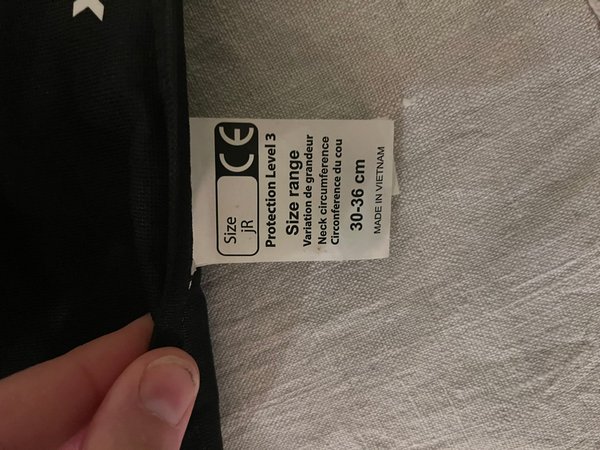 Size
jR
CE
Protection Level 3
Size range
Variation de grandeur
Neck circumference
Circonference du cou
30-36 cm
MADE IN VIETNAM